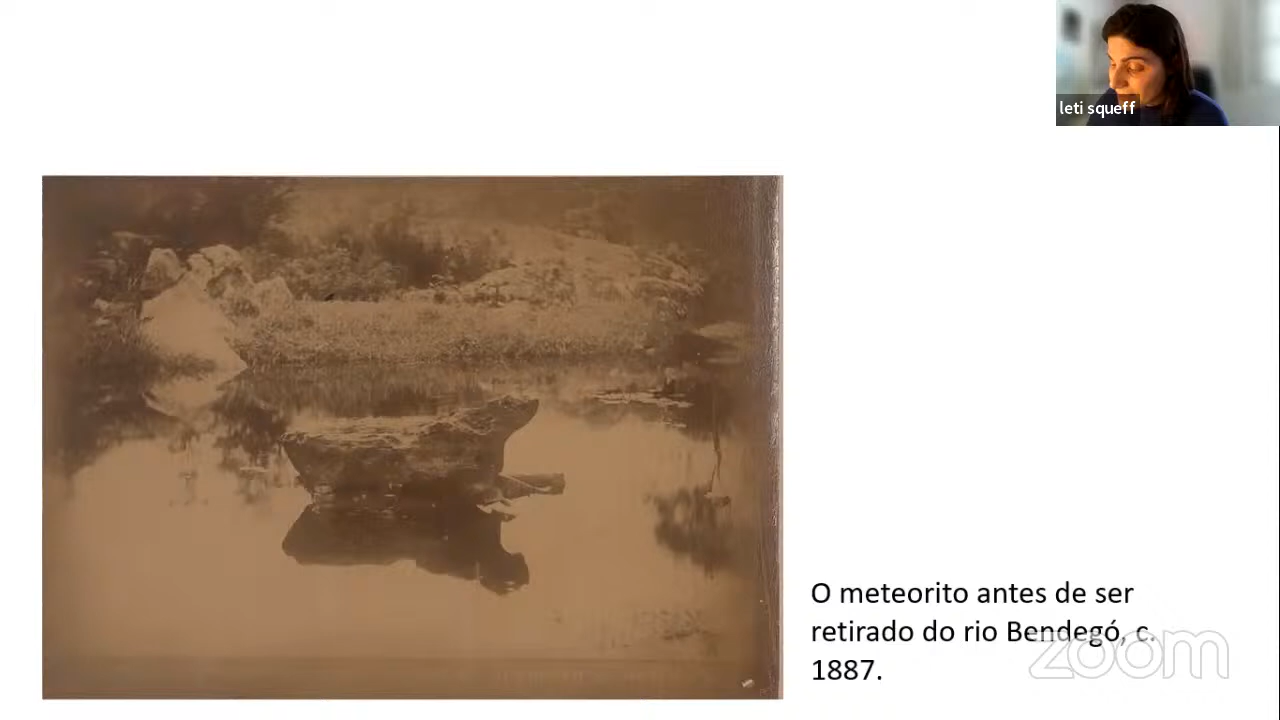 leti squeff
O meteorito antes de ser
retirado do rio Bendegó, c.
1887.
zoom